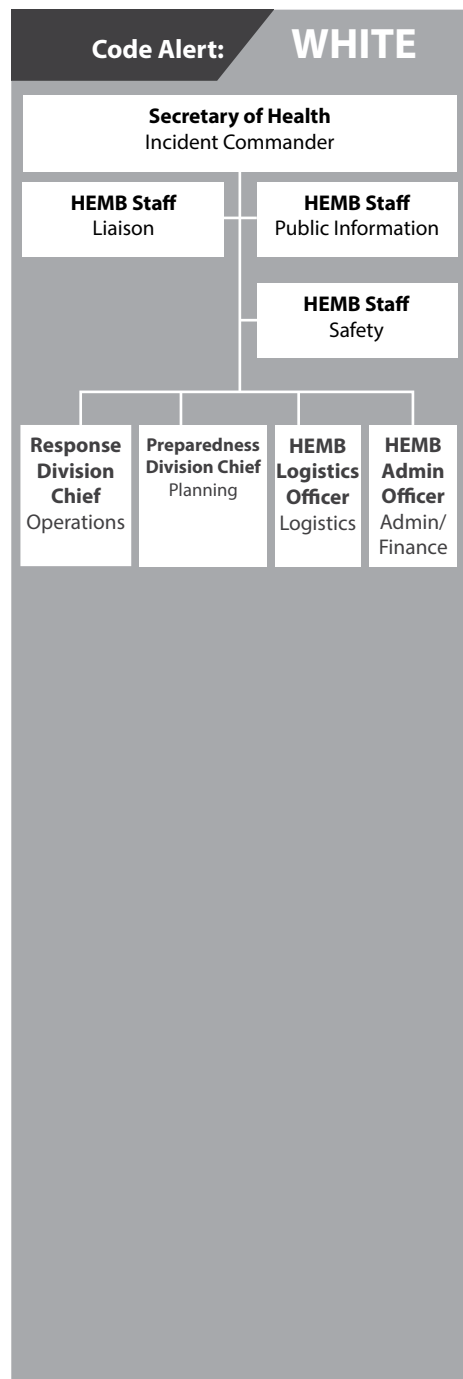 Code Alert: WHITE
Secretary of Health
Incident Commander
HEMB Staff
Liaison
HEMB Staff
Public Information
HEMB Staff
Safety
Response
Division
Chief
Operations
Preparedness
Division Chief
Planning
HEMB
Logistics
Officer
Logistics
HEMB
Admin
Officer
Admin/
Finance